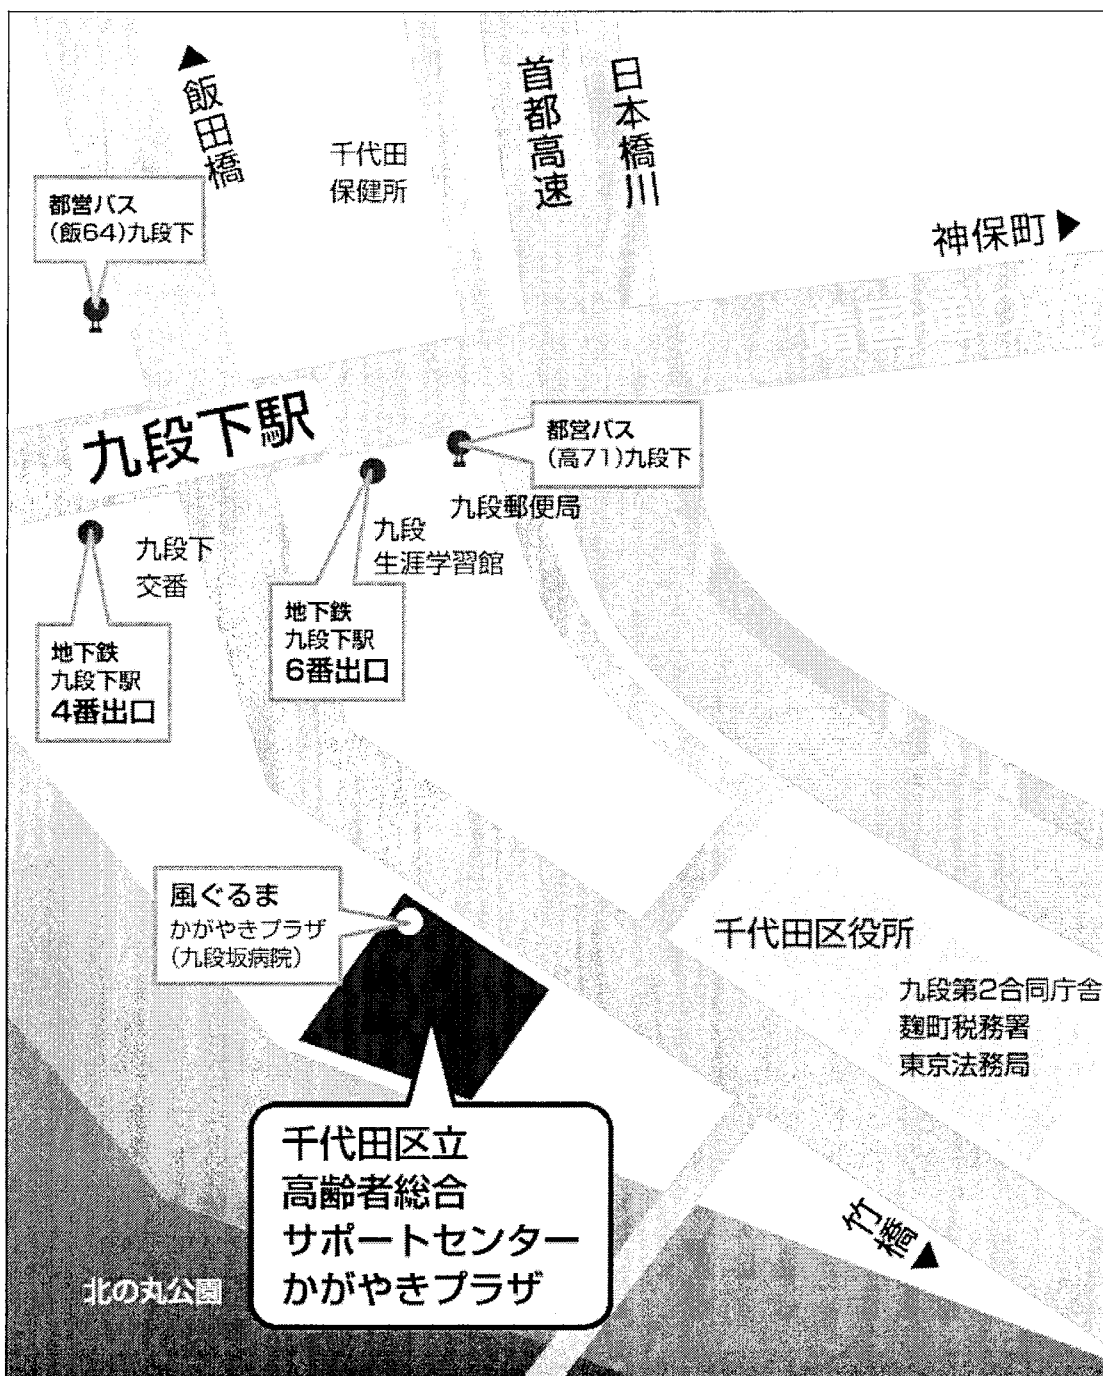 ▲飯田橋
首都高速
日本橋川
千代田
保健所
都営バス
(飯64)九段下
神保町▶
靖国通り
九段下駅
都営バス
(高71)九段下
九段郵便局
九段
生涯学習館
九段下
交番
地下鉄
九段下駅
6番出口
地下鉄
九段下駅
4番出口
風ぐるま
かがやきプラザ
(九段坂病院)
千代田区役所
九段第2合同庁舎
麹町税務署
東京法務局
千代田区立
高齢者総合
サポートセンター
かがやきプラザ
竹橋▶
北の丸公園